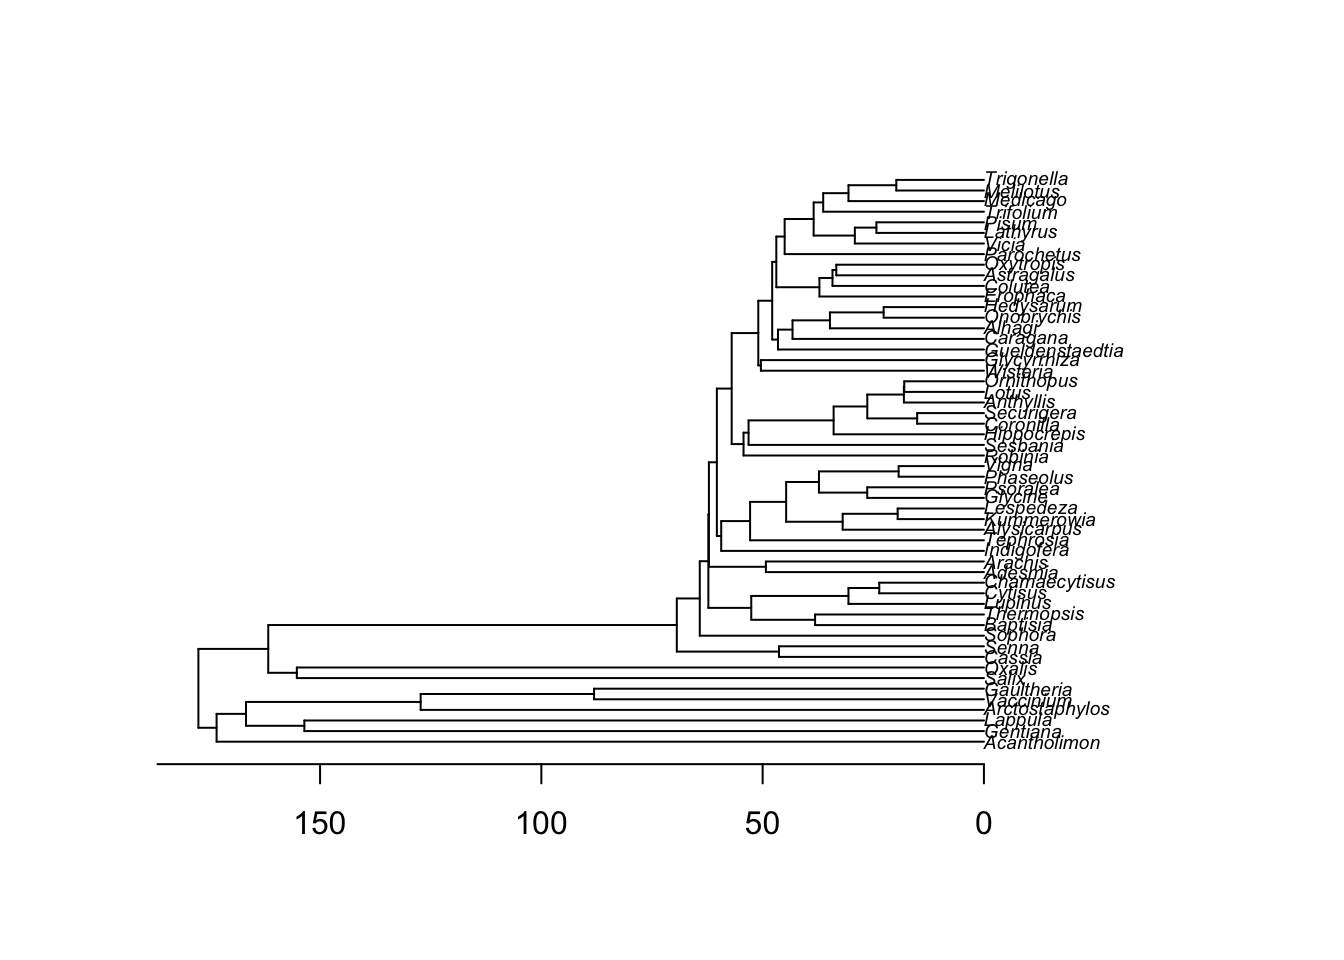 Trigonella
Melilotus
Medicago
Trifolium
Pisum
Lathyrus
Vicia
Parochetus
Oxytropis
Astragalus
Colutea
Erophaca
Hedysarum
Onobrychis
Alhagi
Caragana
Gueldenstaedtia
Glycyrrhiza
Wisteria
Ornithopus
Lotus
Anthyllis
Securigera
Coronilla
Hippocrepis
Sesbania
Robinia
Vigna
Phaseolus
Psoralea
Glycine
Lespedeza
Kummerowia
Alysicarpus
Tephrosia
Indigofera
Arachis
Adesmia
Chamaecytisus
Cytisus
Lupinus
Thermopsis
Baptisia
Sophora
Senna
Cassia
Oxalis
Salix
Gaultheria
Vaccinium
Arctostaphylos
Lappula
Gentiana
Acantholimon
150 100 50 0